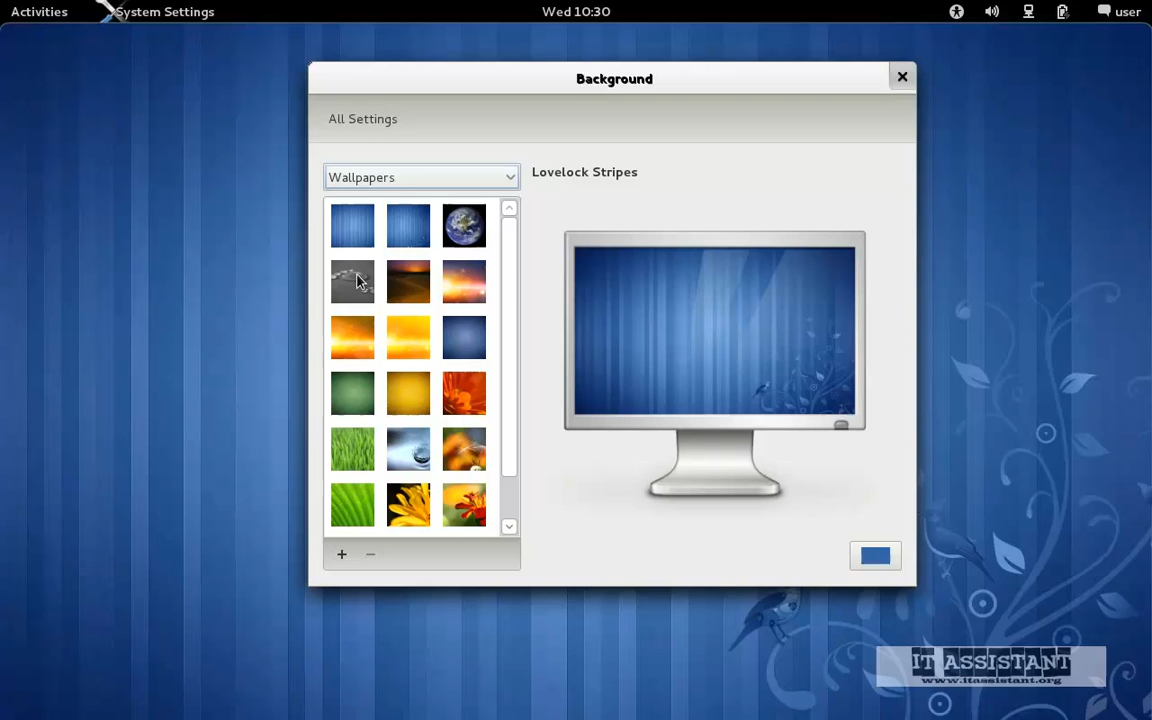 Activities
System Settings
Wed 10:30
user
Background
All Settings
Wallpapers
Lovelock Stripes
IT ASSISTANT
www.itassistant.org